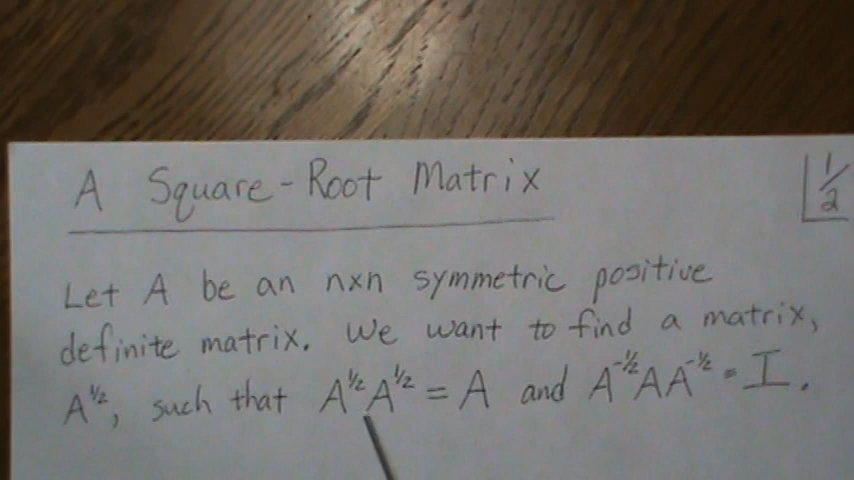 A Square-Root Matrix
1/2
Let A be an n×n symmetric positive
definite matrix. We want to find a matrix,
A^½, such that A^½A^½ = A and A^-½AA^-½ = I.